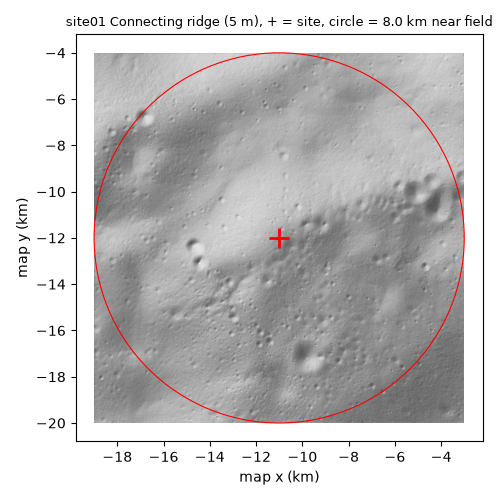 site01 Connecting ridge (5 m), + = site, circle = 8.0 km near field
−4
−6
−8
−10
−12
−14
−16
−18
−20
map y (km)
−18 −16 −14 −12 −10 −8 −6 −4
map x (km)